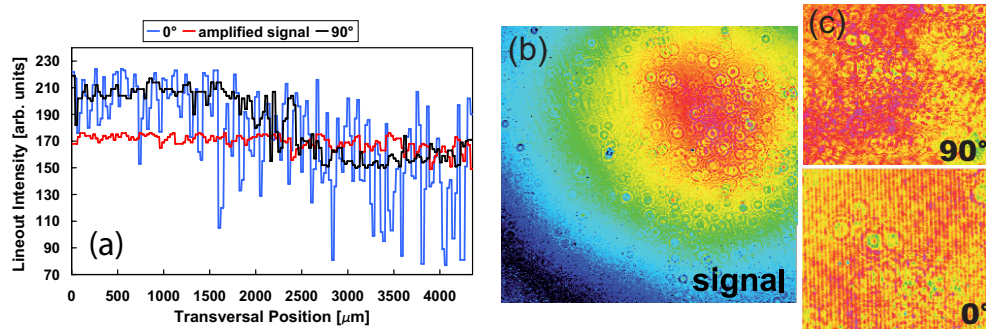 0° amplified signal 90°
Lineout Intensity [arb. units]
230
210
190
170
150
130
110
90
70
(a)
0 500 1000 1500 2000 2500 3000 3500 4000
Transversal Position [μm]
(b)
signal
(c)
90°
0°